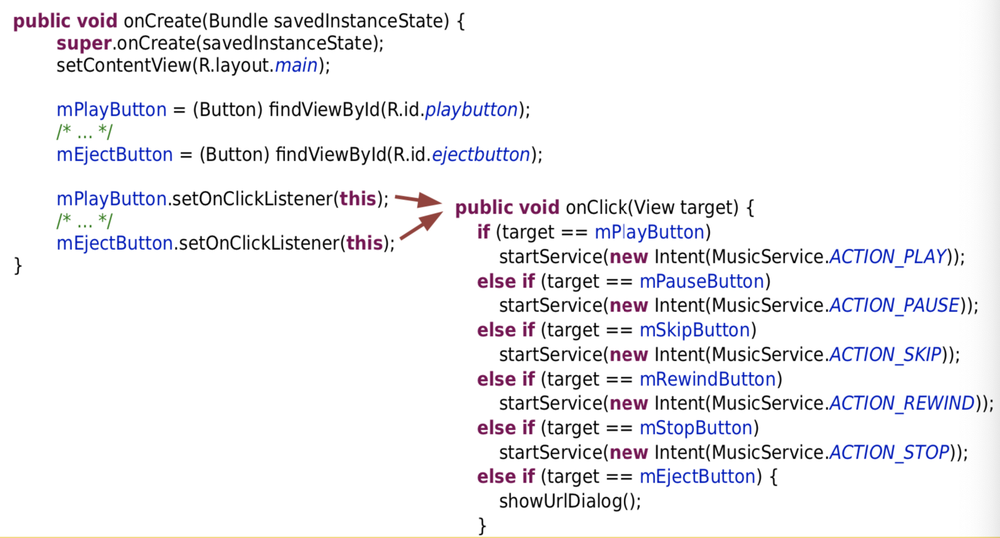 public void onCreate(Bundle savedInstanceState) {
super.onCreate(savedInstanceState);
setContentView(R.layout.main);
mPlayButton = (Button) findViewById(R.id.playbutton);
/* ... */
mEjectButton = (Button) findViewById(R.id.ejectbutton);
mPlayButton.setOnClickListener(this);
/* ... */
mEjectButton.setOnClickListener(this);
}
public void onClick(View target) {
if (target == mPlayButton)
startService(new Intent(MusicService.ACTION_PLAY));
else if (target == mPauseButton)
startService(new Intent(MusicService.ACTION_PAUSE));
else if (target == mSkipButton)
startService(new Intent(MusicService.ACTION_SKIP));
else if (target == mRewindButton)
startService(new Intent(MusicService.ACTION_REWIND));
else if (target == mStopButton)
startService(new Intent(MusicService.ACTION_STOP));
else if (target == mEjectButton) {
showUrlDialog();
}